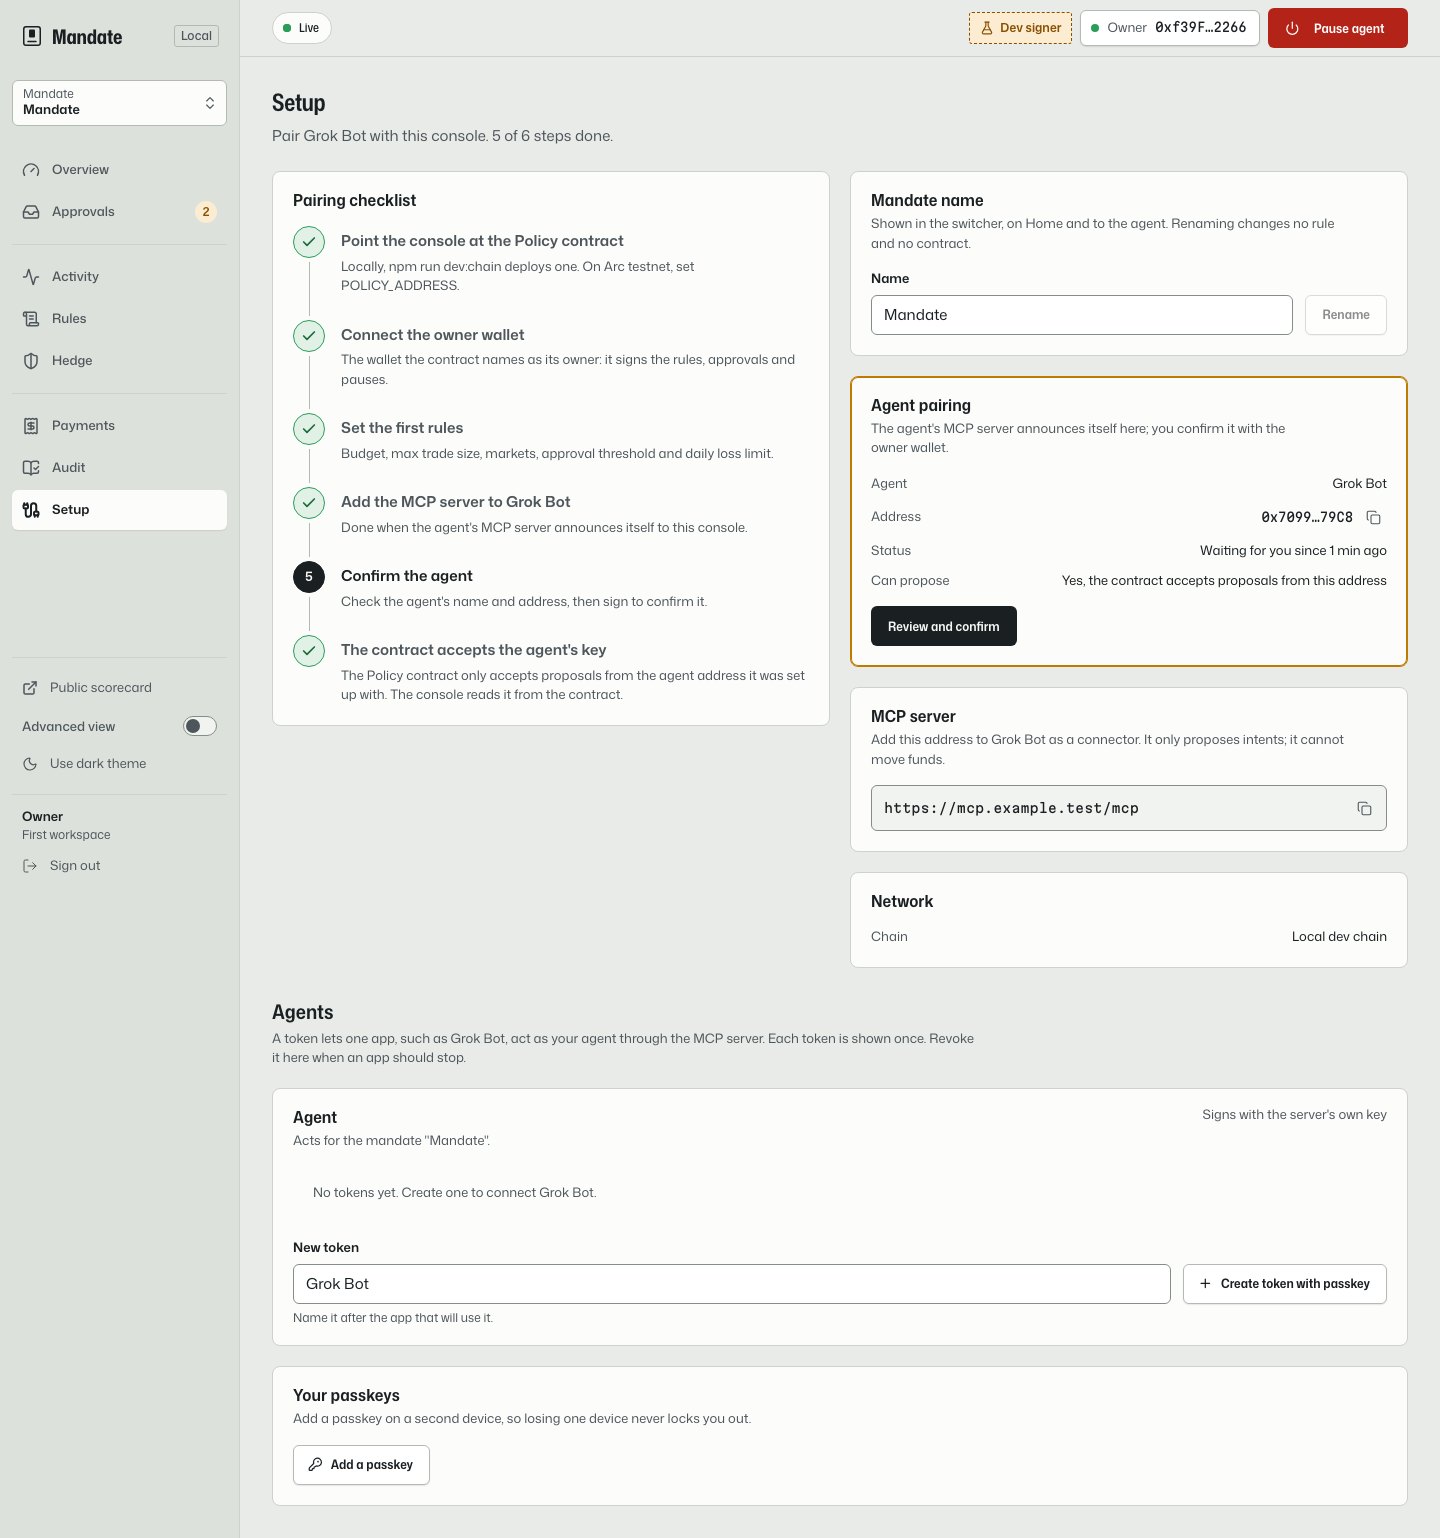 Mandate
Local
Mandate
Mandate
Overview
Approvals
2
Activity
Rules
Hedge
Payments
Audit
Setup
Public scorecard
Advanced view
Use dark theme
Owner
First workspace
Sign out
Live
Dev signer
Owner 0xf39F…2266
Pause agent
Setup
Pair Grok Bot with this console. 5 of 6 steps done.
Pairing checklist
Point the console at the Policy contract
Locally, npm run dev:chain deploys one. On Arc testnet, set
POLICY_ADDRESS.
Connect the owner wallet
The wallet the contract names as its owner: it signs the rules, approvals and
pauses.
Set the first rules
Budget, max trade size, markets, approval threshold and daily loss limit.
Add the MCP server to Grok Bot
Done when the agent's MCP server announces itself to this console.
5
Confirm the agent
Check the agent's name and address, then sign to confirm it.
The contract accepts the agent's key
The Policy contract only accepts proposals from the agent address it was set
up with. The console reads it from the contract.
Mandate name
Shown in the switcher, on Home and to the agent. Renaming changes no rule
and no contract.
Name
Mandate
Rename
Agent pairing
The agent's MCP server announces itself here; you confirm it with the
owner wallet.
Agent Grok Bot
Address 0x7099…79C8
Status Waiting for you since 1 min ago
Can propose Yes, the contract accepts proposals from this address
Review and confirm
MCP server
Add this address to Grok Bot as a connector. It only proposes intents; it cannot
move funds.
https://mcp.example.test/mcp
Network
Chain Local dev chain
Agents
A token lets one app, such as Grok Bot, act as your agent through the MCP server. Each token is shown once. Revoke
it here when an app should stop.
Agent
Signs with the server's own key
Acts for the mandate "Mandate".
No tokens yet. Create one to connect Grok Bot.
New token
Grok Bot
Create token with passkey
Name it after the app that will use it.
Your passkeys
Add a passkey on a second device, so losing one device never locks you out.
Add a passkey